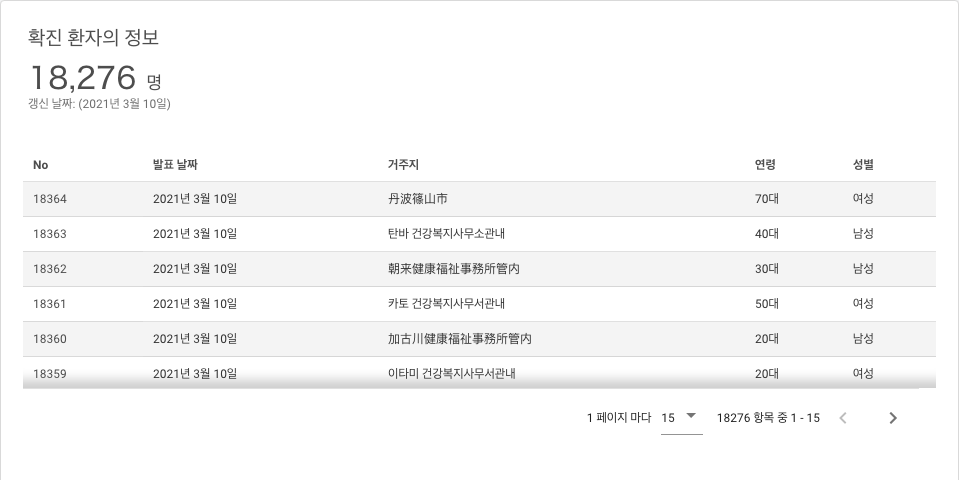 확진 환자의 정보
18,276 명
갱신 날짜: (2021년 3월 10일)
No 발표 날짜 거주지 연령 성별
18364 2021년 3월 10일 丹波篠山市 70대 여성
18363 2021년 3월 10일 탄바 건강복지사무소관내 40대 남성
18362 2021년 3월 10일 朝来健康福祉事務所管内 30대 남성
18361 2021년 3월 10일 카토 건강복지사무서관내 50대 여성
18360 2021년 3월 10일 加古川健康福祉事務所管内 20대 남성
18359 2021년 3월 10일 이타미 건강복지사무서관내 20대 여성
1 페이지 마다 15 18276 항목 중 1 - 15